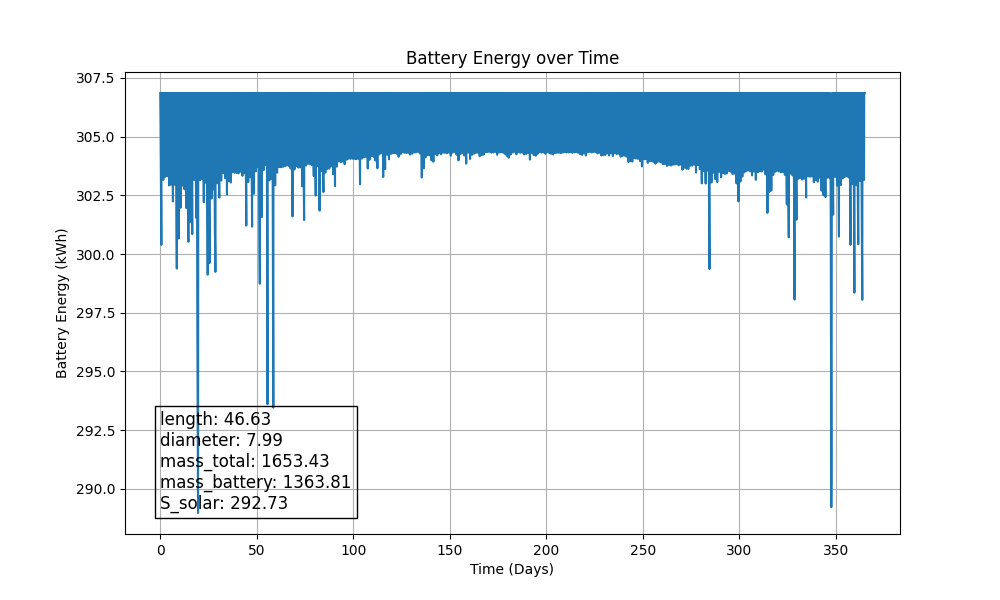 Battery Energy over Time
307.5
305.0
302.5
300.0
297.5
295.0
292.5
290.0
Battery Energy (kWh)
length: 46.63
diameter: 7.99
mass_total: 1653.43
mass_battery: 1363.81
S_solar: 292.73
0 50 100 150 200 250 300 350
Time (Days)